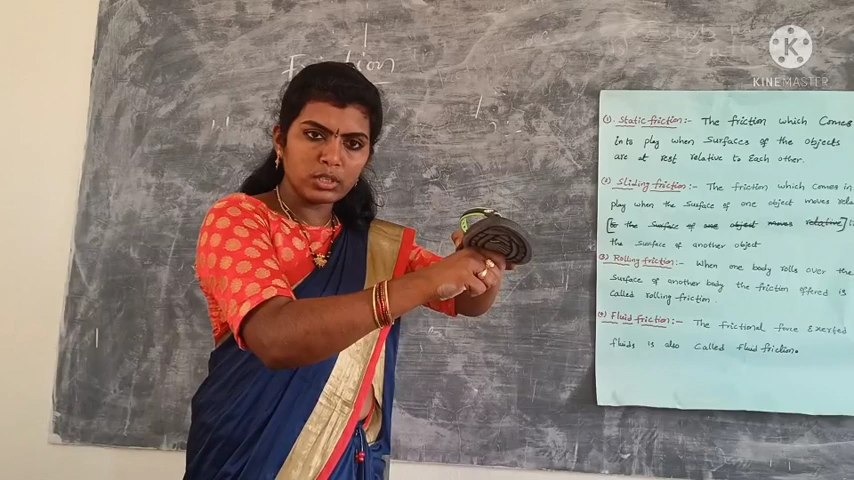 Friction
KINEMASTER
(1). Static friction :- The friction which Comes
into play when Surfaces of the objects
are at rest relative to Each other.
(2) Sliding friction :- The friction which comes in
play when the Surface of one object moves rela
[to the Surface of one object moves relative]
the surface of another object
(3) Rolling friction :- When one body rolls over the
Surface of another body the friction offered is
Called rolling friction.
(4) Fluid friction :- The frictional force Exerted
fluids is also Called fluid friction.